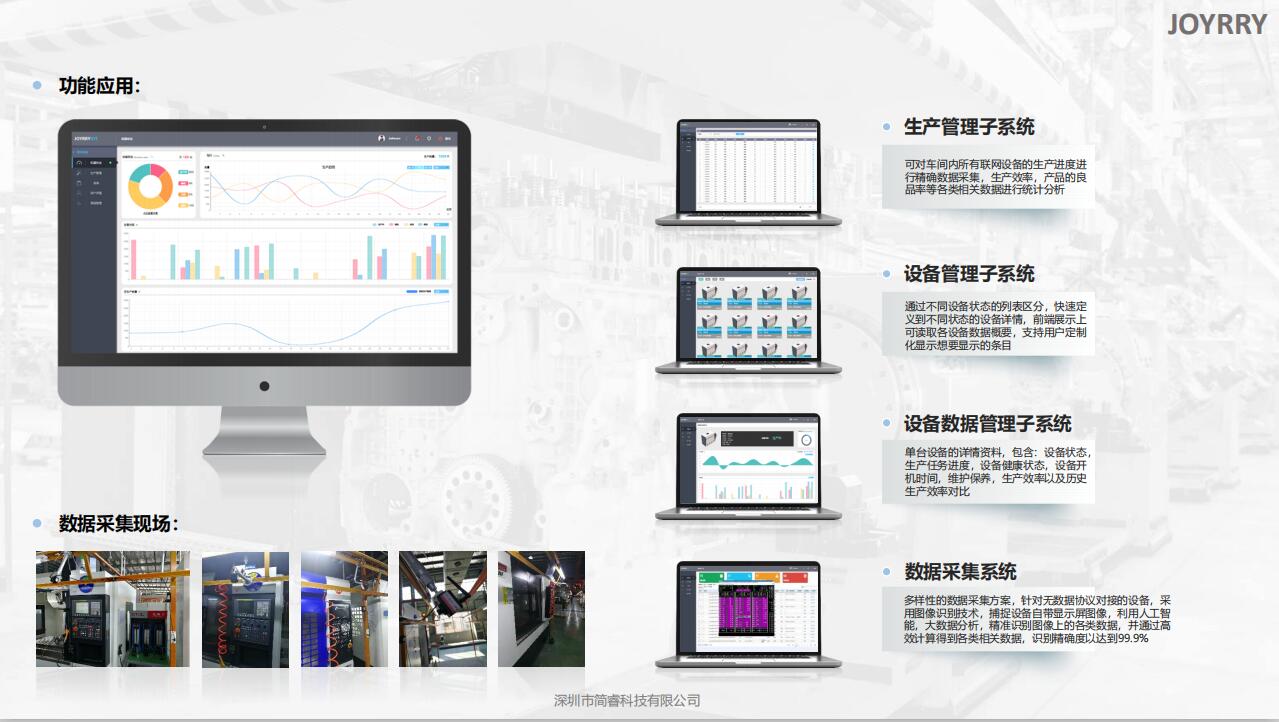 JOYRRY
功能应用：
生产管理子系统
可对车间内所有联网设备的生产进度进
行精确数据采集，生产效率，产品的良
品率等各类相关数据进行统计分析
设备管理子系统
通过不同设备状态的列表区分，快速定
义到不同状态的设备详情，前端展示上
可读取各设备数据概要，支持用户定制
化显示想要显示的条目
设备数据管理子系统
单台设备的详情资料，包含：设备状态，
生产任务进度，设备健康状态，设备开
机时间，维护保养，生产效率以及历史
生产效率对比
数据采集现场：
数据采集系统
多样性的数据采集方案，针对无数据协议对接的设备，采
用图像识别技术，捕捉设备作业所需图像，利用人工智
能，大数据分析，精准识别图像上的各类数据，并通过高
效计算得到各类相关数据，识别精确度以达到99.9%
深圳市简睿科技有限公司